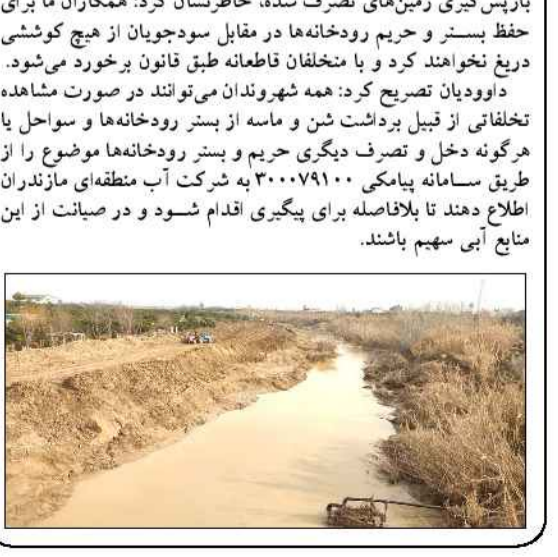 بازپس‌گیری زمین‌های تصرف شده، خاطرنشان کرد: همکاران ما برای
حفظ بستر و حریم رودخانه‌ها در مقابل سودجویان از هیچ کوششی
دریغ نخواهند کرد و با متخلفان قاطعانه طبق قانون برخورد می‌شود.
داوودیان تصریح کرد: همه شهروندان می‌توانند در صورت مشاهده
تخلفاتی از قبیل برداشت شن و ماسه از بستر رودخانه‌ها و سواحل یا
هرگونه دخل و تصرف دیگری حریم و بستر رودخانه‌ها موضوع را از
طریق سامانه پیامکی ۳۰۰۰۷۹۱۰۰ به شرکت آب منطقه‌ای مازندران
اطلاع دهند تا بلافاصله برای پیگیری اقدام شود و در صیانت از این
منابع آبی سهیم باشند.